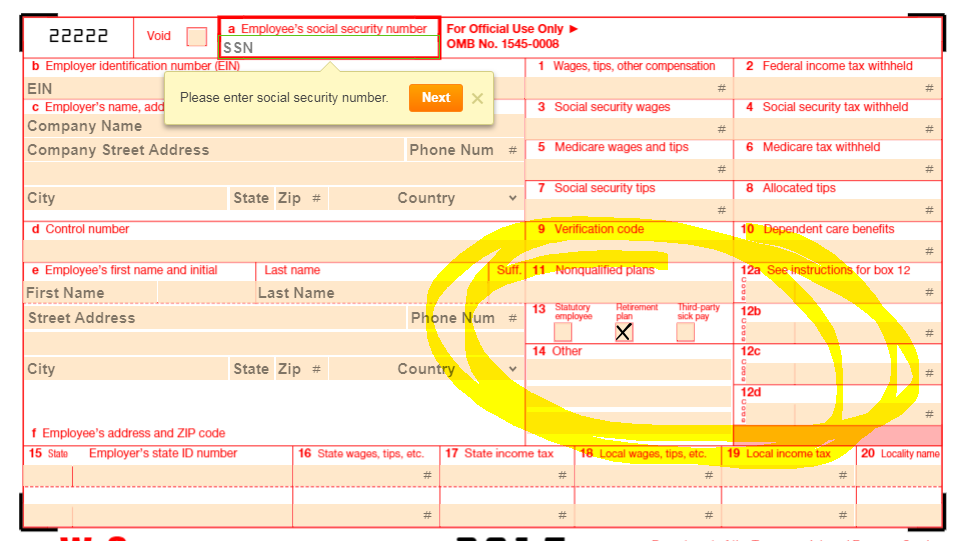 22222 Void a Employee's social security number For Official Use Only ►
SSN OMB No. 1545-0008
b Employer identification number (EIN) 1 Wages, tips, other compensation 2 Federal income tax withheld
EIN # #
Please enter social security number. Next ×
c Employer's name, add 3 Social security wages 4 Social security tax withheld
Company Name # #
Company Street Address Phone Num # 5 Medicare wages and tips 6 Medicare tax withheld
# #
City State Zip # Country 7 Social security tips 8 Allocated tips
# #
d Control number 9 Verification code 10 Dependent care benefits
#
e Employee's first name and initial Last name Suff. 11 Nonqualified plans 12a See instructions for box 12
First Name Last Name Code #
Street Address Phone Num # 13 Statutory employee Retirement plan Third-party sick pay 12b
X Code #
City State Zip # Country 14 Other 12c
Code #
12d
Code #
f Employee's address and ZIP code
15 State Employer's state ID number 16 State wages, tips, etc. 17 State income tax 18 Local wages, tips, etc. 19 Local income tax 20 Locality name
# # # #
# # # #